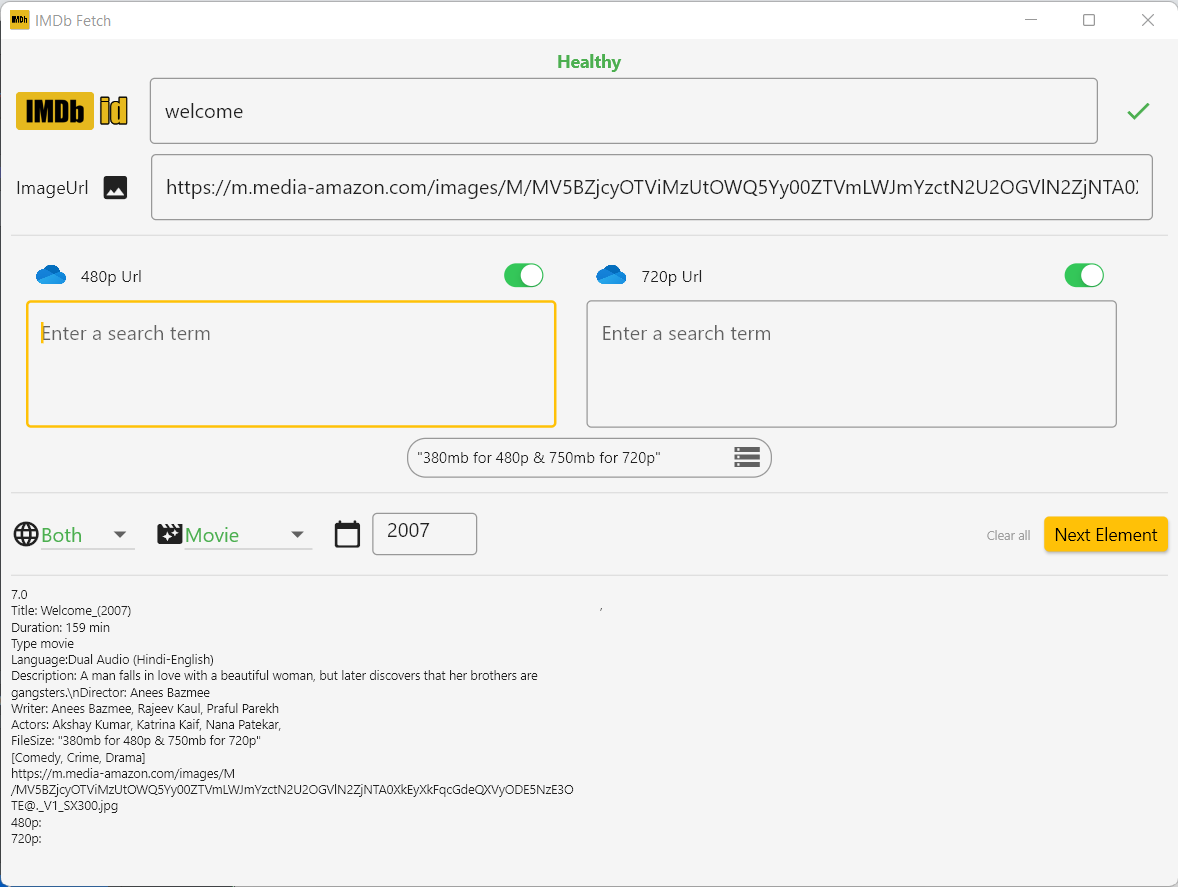 IMDb IMDb Fetch
Healthy
IMDb id welcome
ImageUrl https://m.media-amazon.com/images/M/MV5BZjcyOTViMzUtOWQ5Yy00ZTVmLWJmYzctN2U2OGVlN2ZjNTA0X
480p Url
720p Url
Enter a search term
Enter a search term
"380mb for 480p & 750mb for 720p"
Both Movie 2007 Clear all Next Element
7.0
Title: Welcome_(2007)
,
Duration: 159 min
Type movie
Language:Dual Audio (Hindi-English)
Description: A man falls in love with a beautiful woman, but later discovers that her brothers are
gangsters.\nDirector: Anees Bazmee
Writer: Anees Bazmee, Rajeev Kaul, Praful Parekh
Actors: Akshay Kumar, Katrina Kaif, Nana Patekar,
FileSize: "380mb for 480p & 750mb for 720p"
[Comedy, Crime, Drama]
https://m.media-amazon.com/images/M
/MV5BZjcyOTViMzUtOWQ5Yy00ZTVmLWJmYzctN2U2OGVlN2ZjNTA0XkEyXkFqcGdeQXVyODE5NzE3O
TE@._V1_SX300.jpg
480p:
720p: